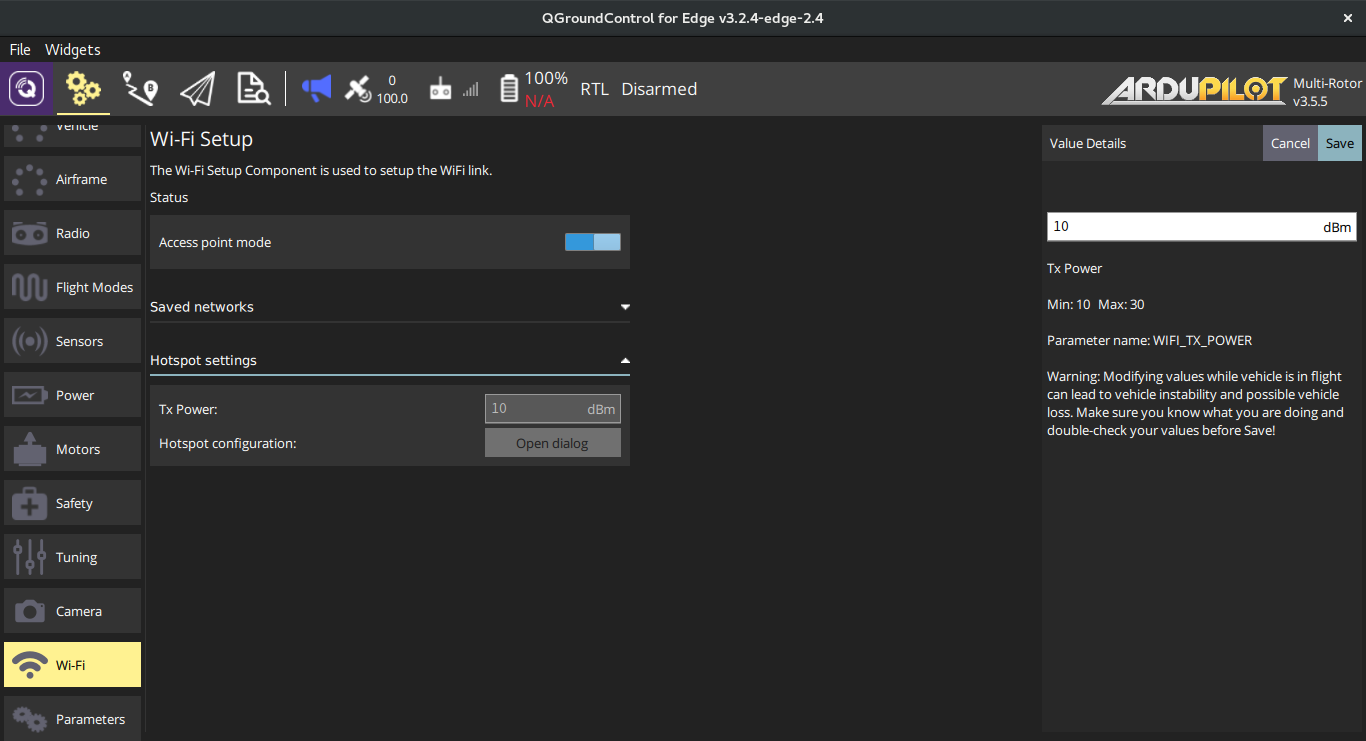 QGroundControl for Edge v3.2.4-edge-2.4
File Widgets
0
100.0
100%
N/A
RTL Disarmed
ARDUPILOT
Multi-Rotor
v3.5.5
Vehicle
Airframe
Radio
Flight Modes
Sensors
Power
Motors
Safety
Tuning
Camera
Wi-Fi
Parameters
Wi-Fi Setup
The Wi-Fi Setup Component is used to setup the WiFi link.
Status
Access point mode
Saved networks
Hotspot settings
Tx Power: 10 dBm
Hotspot configuration: Open dialog
Value Details Cancel Save
10 dBm
Tx Power
Min: 10 Max: 30
Parameter name: WIFI_TX_POWER
Warning: Modifying values while vehicle is in flight
can lead to vehicle instability and possible vehicle
loss. Make sure you know what you are doing and
double-check your values before Save!